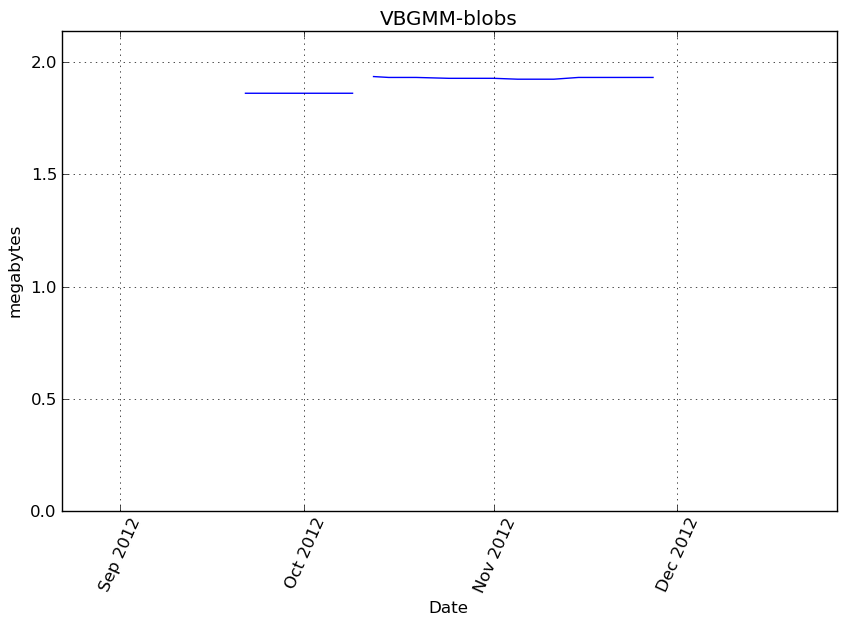 VBGMM-blobs
2.0
1.5
1.0
0.5
0.0
megabytes
Sep 2012
Oct 2012
Nov 2012
Dec 2012
Date